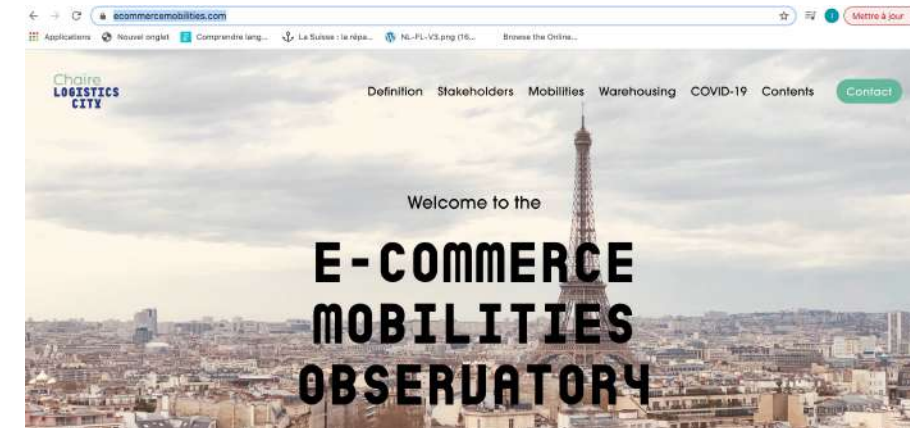 ecommercemobilities.com
Mettre à jour
Applications
Nouvel onglet
Comprendre lang...
La Suisse : la répa...
NL-FL-V3.png (16...
Browse the Online...
Chaire
LOGISTICS
CITY
Definition Stakeholders Mobilities Warehousing COVID-19 Contents Contact
Welcome to the
E-COMMERCE
MOBILITIES
OBSERVATORY